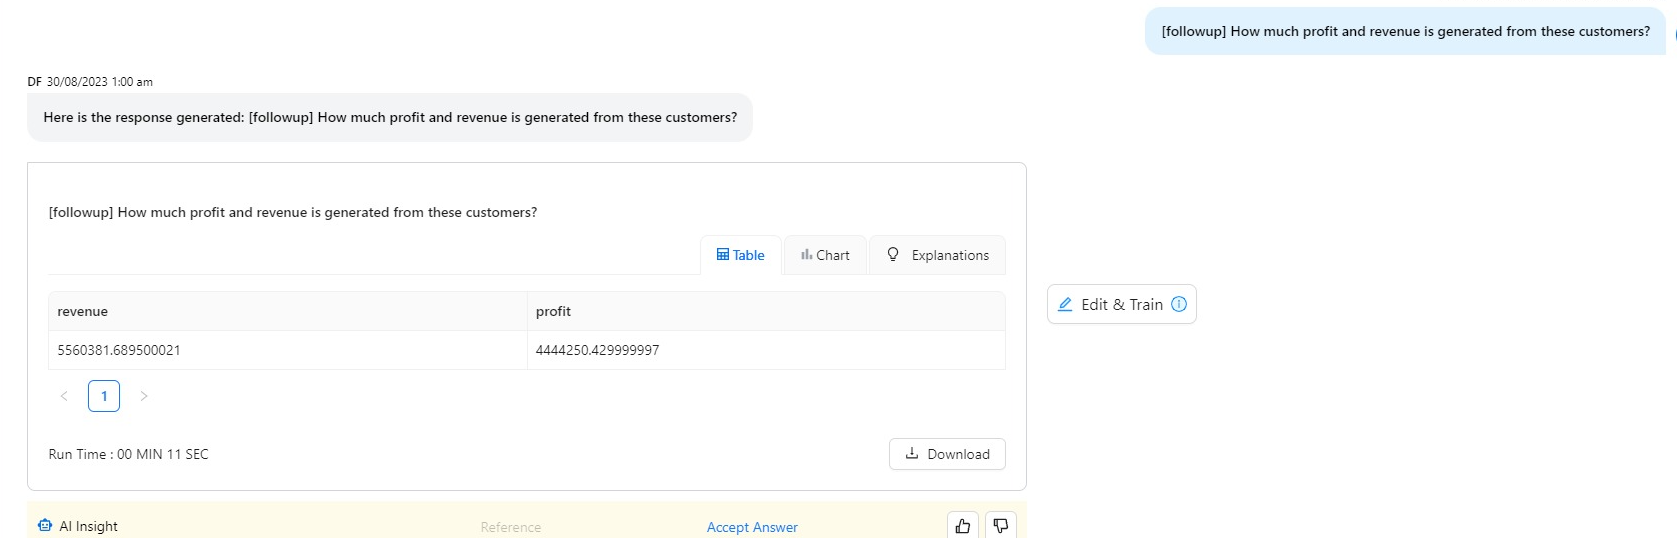 [followup] How much profit and revenue is generated from these customers?
DF 30/08/2023 1:00 am
Here is the response generated: [followup] How much profit and revenue is generated from these customers?
[followup] How much profit and revenue is generated from these customers?
Table Chart Explanations
revenue profit
Edit & Train
5560381.689500021 4444250.429999997
< 1 >
Run Time : 00 MIN 11 SEC Download
AI Insight Reference Accept Answer